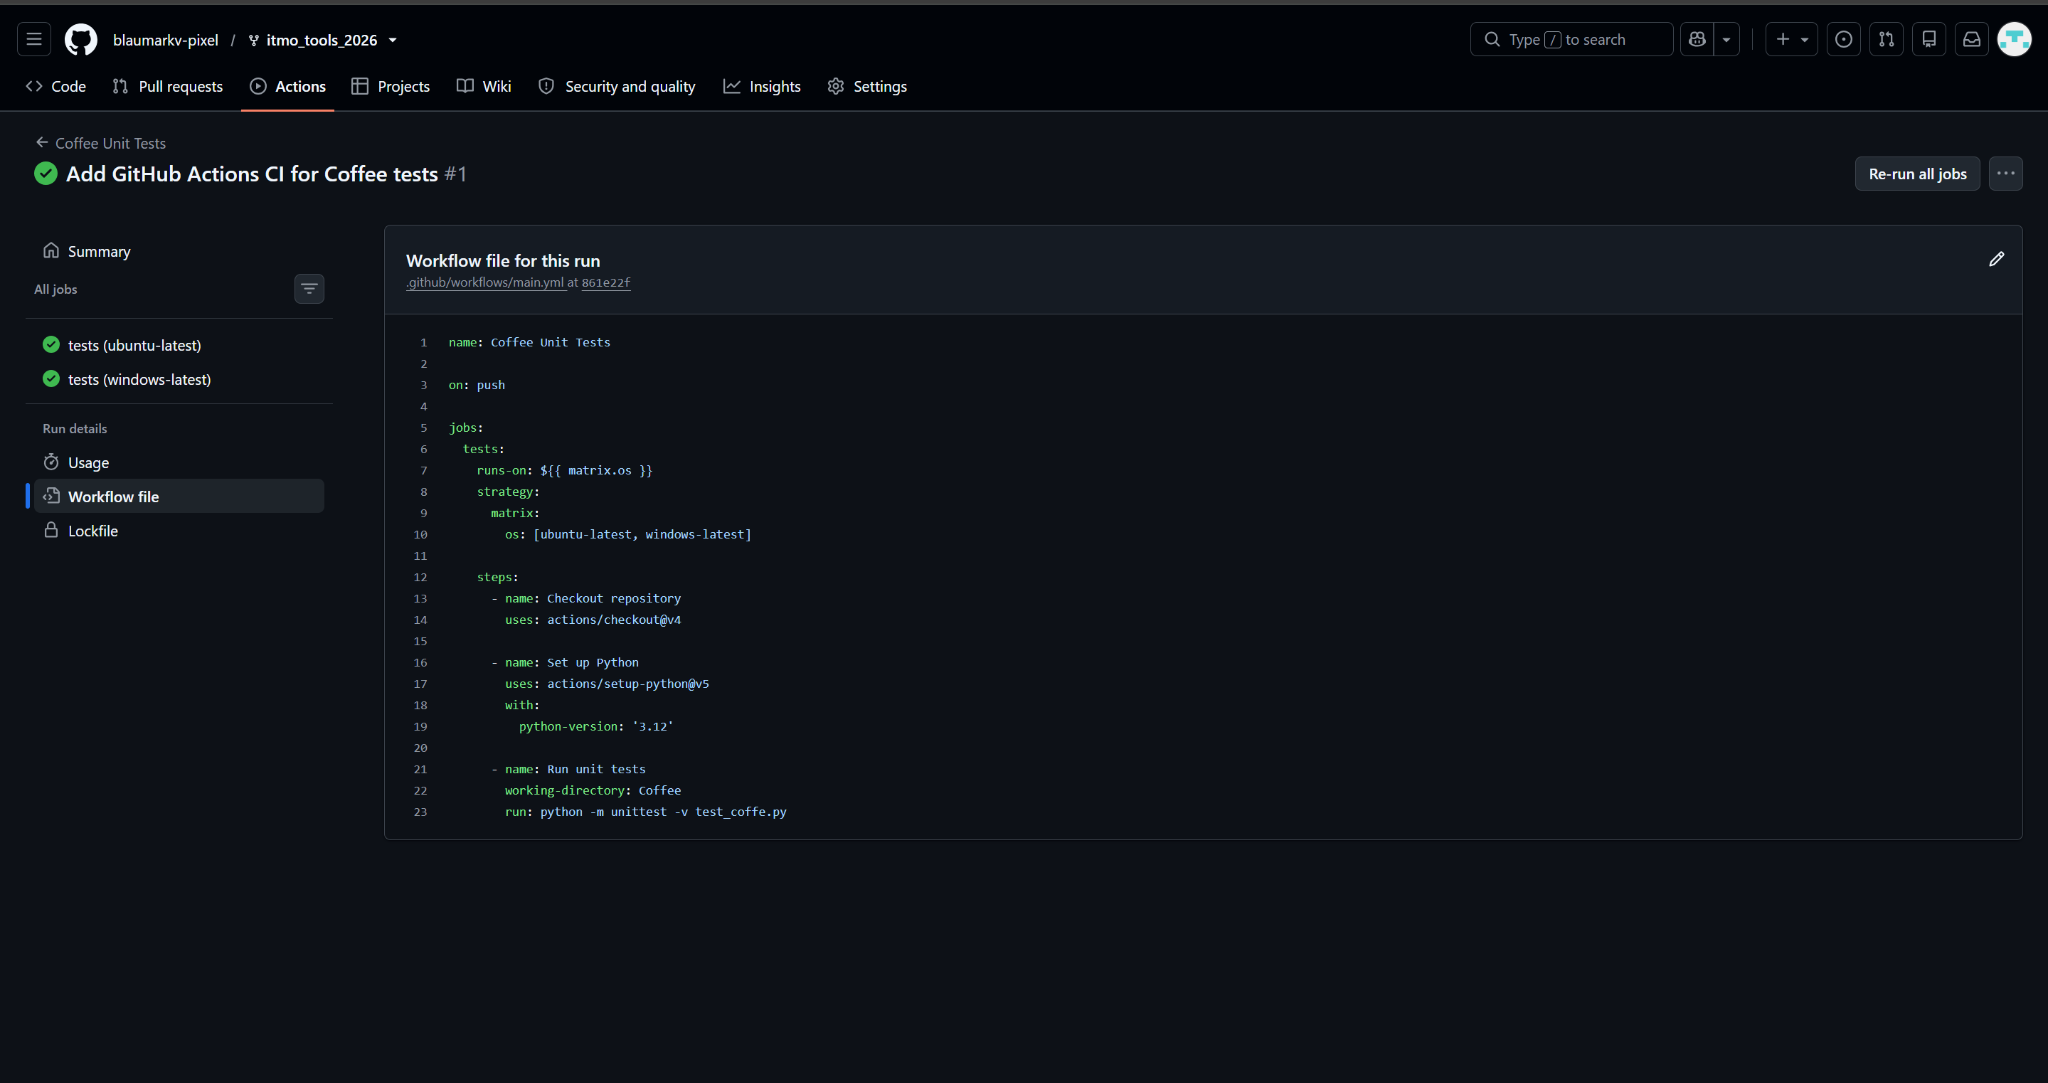 blaumarkv-pixel / itmo_tools_2026
Type / to search
Code Pull requests Actions Projects Wiki Security and quality Insights Settings
Coffee Unit Tests
Add GitHub Actions CI for Coffee tests #1
Re-run all jobs
Summary
All jobs
tests (ubuntu-latest)
tests (windows-latest)
Run details
Usage
Workflow file
Lockfile
Workflow file for this run
.github/workflows/main.yml at 861e22f
1 name: Coffee Unit Tests
2
3 on: push
4
5 jobs:
6 tests:
7 runs-on: ${{ matrix.os }}
8 strategy:
9 matrix:
10 os: [ubuntu-latest, windows-latest]
11
12 steps:
13 - name: Checkout repository
14 uses: actions/checkout@v4
15
16 - name: Set up Python
17 uses: actions/setup-python@v5
18 with:
19 python-version: '3.12'
20
21 - name: Run unit tests
22 working-directory: Coffee
23 run: python -m unittest -v test_coffe.py